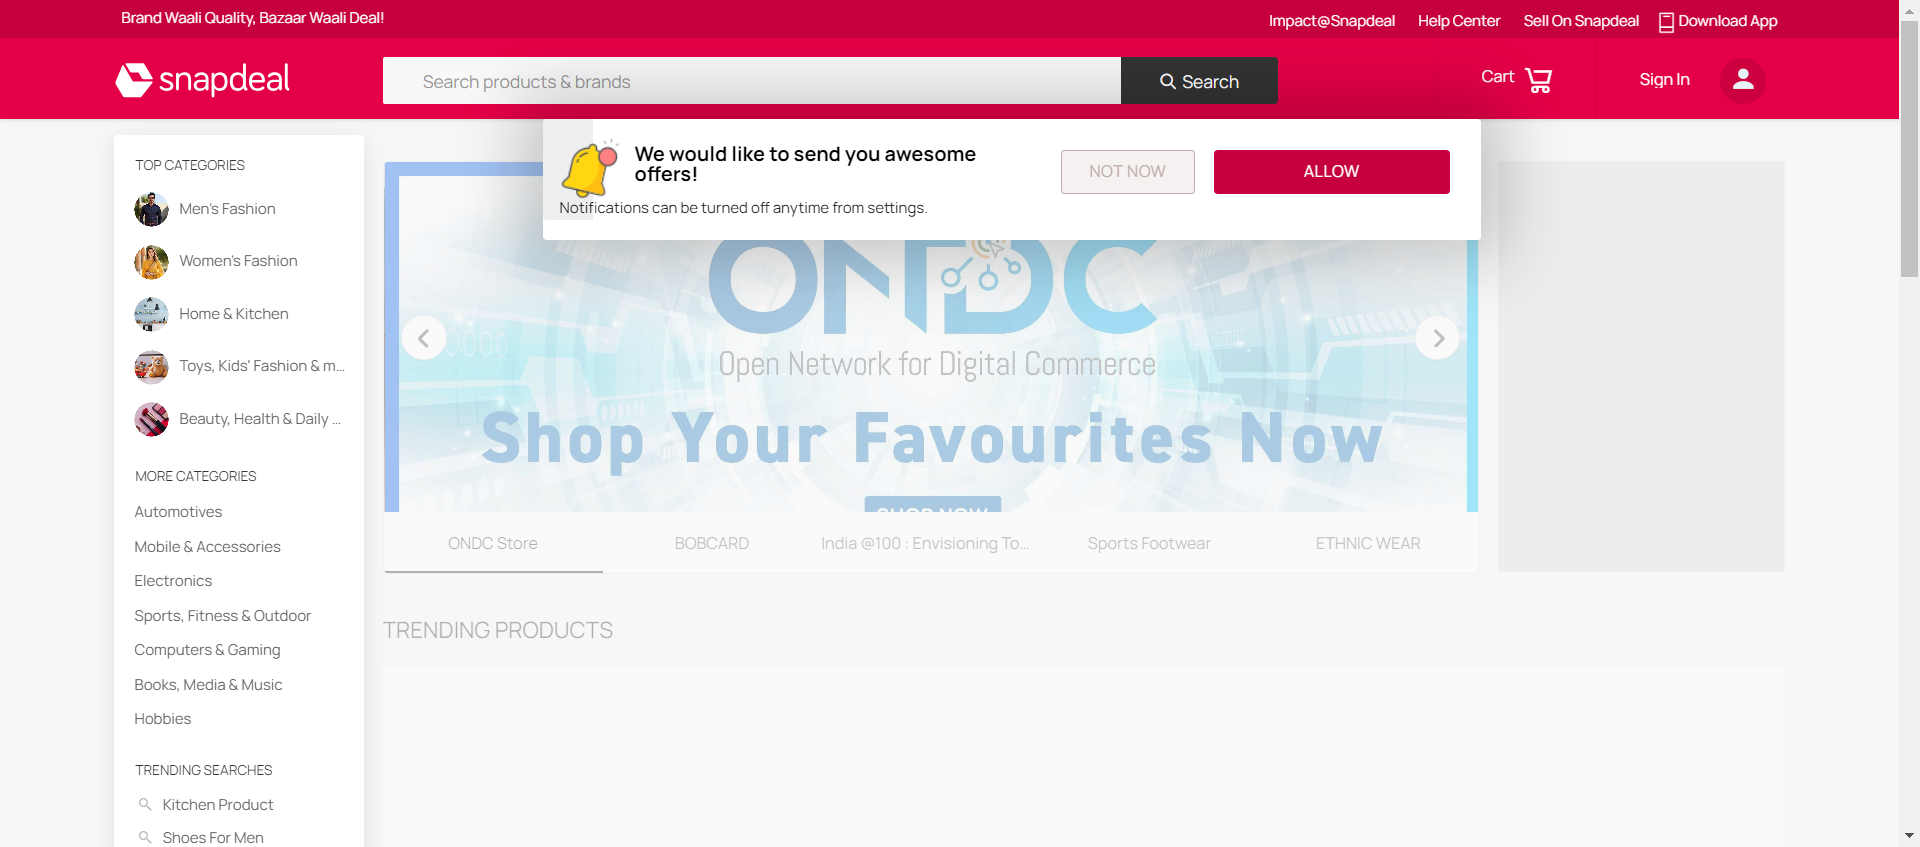 Brand Waali Quality, Bazaar Waali Deal!
Impact@Snapdeal
Help Center
Sell On Snapdeal
Download App
snapdeal
Search products & brands
Search
Cart
Sign In
We would like to send you awesome
offers!
Notifications can be turned off anytime from settings.
NOT NOW
ALLOW
TOP CATEGORIES
Men's Fashion
Women's Fashion
Home & Kitchen
Toys, Kids' Fashion & m...
Beauty, Health & Daily ...
MORE CATEGORIES
Automotives
Mobile & Accessories
Electronics
Sports, Fitness & Outdoor
Computers & Gaming
Books, Media & Music
Hobbies
TRENDING SEARCHES
Kitchen Product
Shoes For Men
ONDC
Open Network for Digital Commerce
Shop Your Favourites Now
SHOP NOW
ONDC Store
BOBCARD
India @100 : Envisioning To...
Sports Footwear
ETHNIC WEAR
TRENDING PRODUCTS